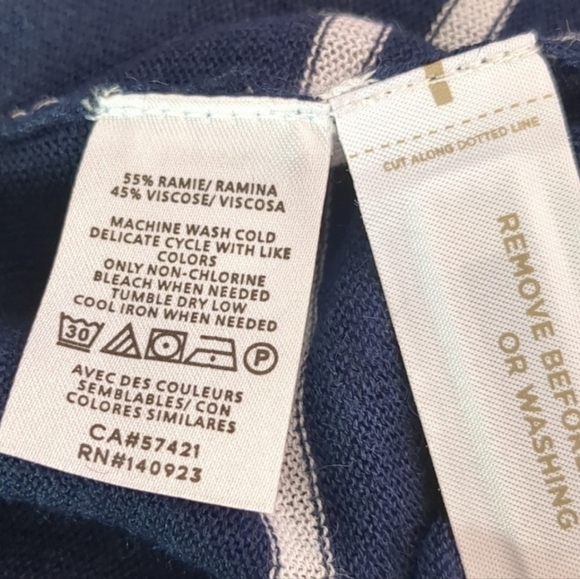 55% RAMIE/ RAMINA
45% VISCOSE/ VISCOSA
MACHINE WASH COLD
DELICATE CYCLE WITH LIKE
COLORS
ONLY NON-CHLORINE
BLEACH WHEN NEEDED
TUMBLE DRY LOW
COOL IRON WHEN NEEDED
30 P
AVEC DES COULEURS
SEMBLABLES/ CON
COLORES SIMILARES
CA#57421
RN#140923
CUT ALONG DOTTED LINE
REMOVE BEFOR
OR WASHING